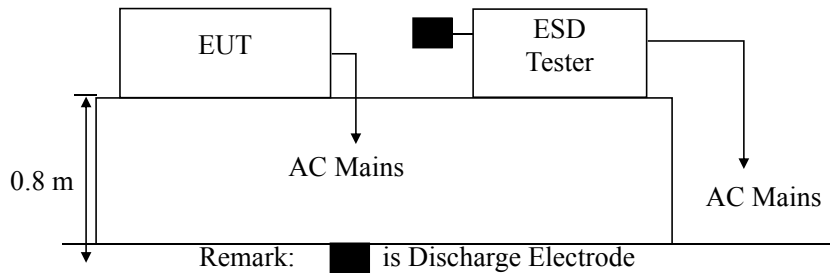 EUT
ESD
Tester
AC Mains
0.8 m
AC Mains
Remark: is Discharge Electrode